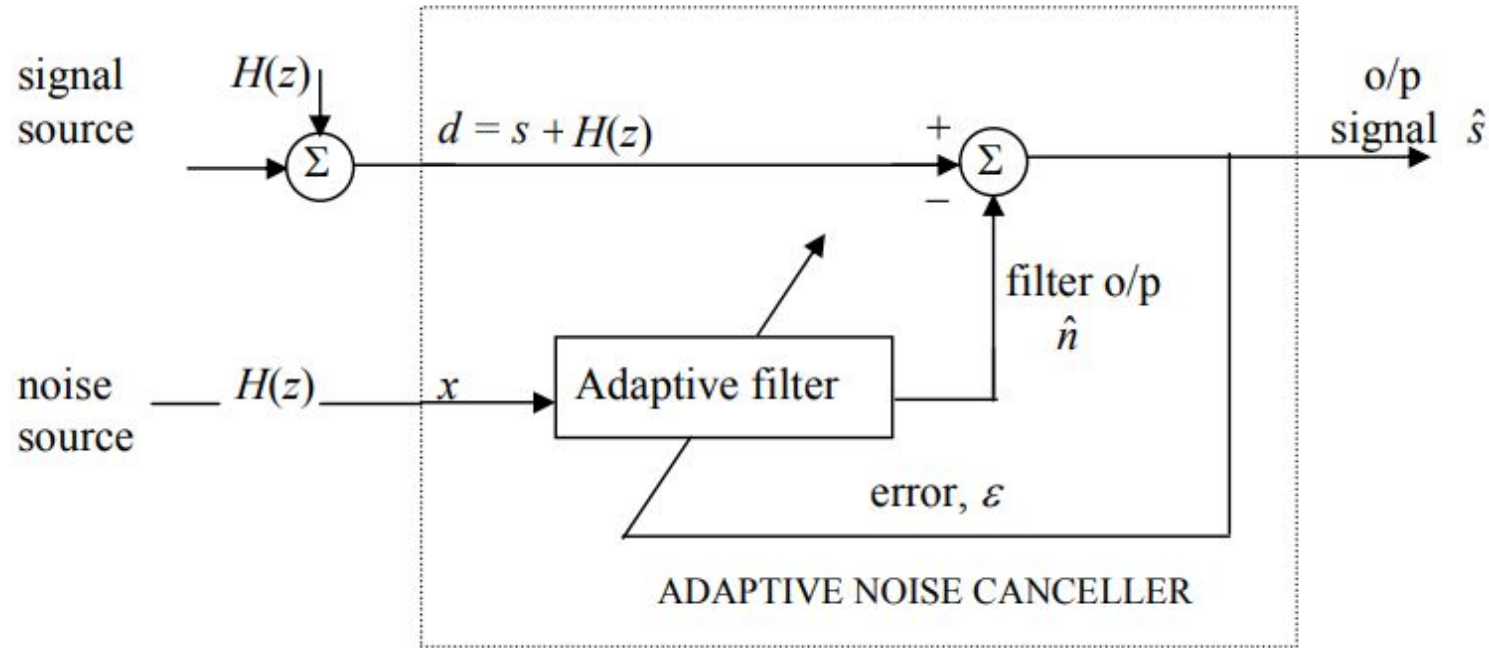 signal
source
H(z)
d = s + H(z)
+
−
Σ
Σ
o/p
signal ŝ
filter o/p
n̂
noise
source
H(z)
x
Adaptive filter
error, ε
ADAPTIVE NOISE CANCELLER